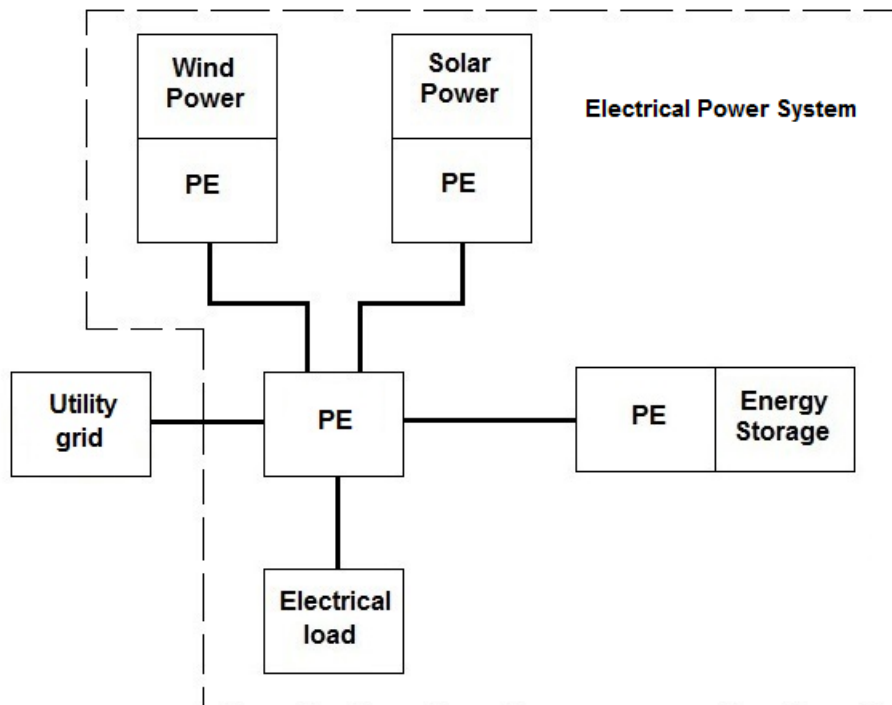 Wind
Power
Solar
Power
Electrical Power System
PE
PE
Utility
grid
PE
PE
Energy
Storage
Electrical
load